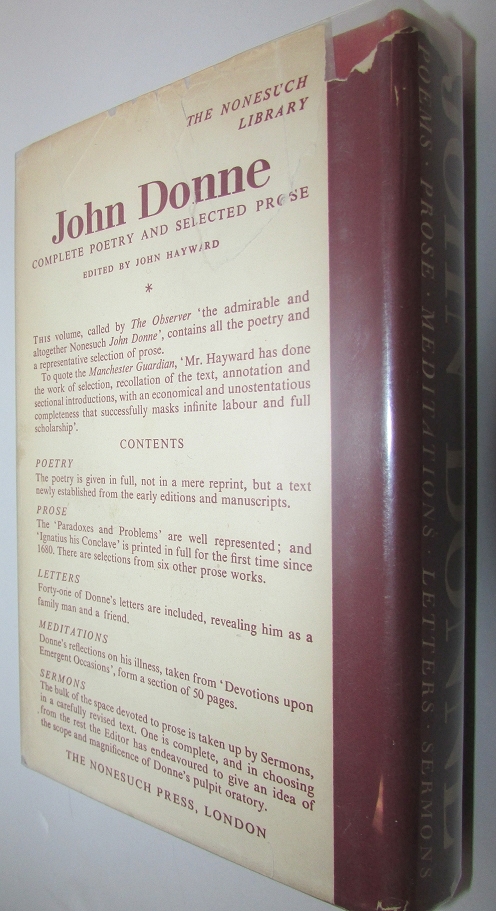 THE NONESUCH
LIBRARY
John Donne
COMPLETE POETRY AND SELECTED PROSE
EDITED BY JOHN HAYWARD
*
THIS volume, called by The Observer 'the admirable and
altogether Nonesuch John Donne', contains all the poetry and
a representative selection of prose.
To quote the Manchester Guardian, 'Mr. Hayward has done
the work of selection, recollation of the text, annotation and
sectional introductions, with an economical and unostentatious
completeness that successfully masks infinite labour and full
scholarship'.
CONTENTS
POETRY
The poetry is given in full, not in a mere reprint, but a text
newly established from the early editions and manuscripts.
PROSE
The 'Paradoxes and Problems' are well represented; and
'Ignatius his Conclave' is printed in full for the first time since
1680. There are selections from six other prose works.
LETTERS
Forty-one of Donne's letters are included, revealing him as a
family man and a friend.
MEDITATIONS
Donne's reflections on his illness, taken from 'Devotions upon
Emergent Occasions', form a section of 50 pages.
SERMONS
The bulk of the space devoted to prose is taken up by Sermons,
in a carefully revised text. One is complete, and in choosing
from the rest the Editor has endeavoured to give an idea of
the scope and magnificence of Donne's pulpit oratory.
THE NONESUCH PRESS, LONDON
JOHN DONNE
POEMS · PROSE · MEDITATIONS · LETTERS · SERMONS